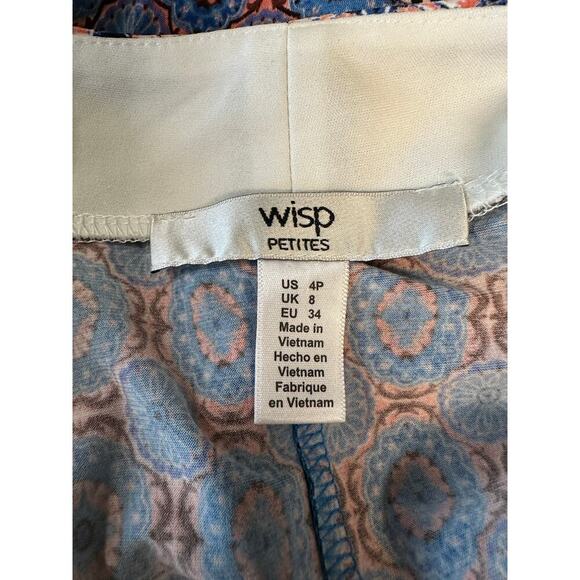 wisp
PETITES
US 4P
UK 8
EU 34
Made in
Vietnam
Hecho en
Vietnam
Fabrique
en Vietnam